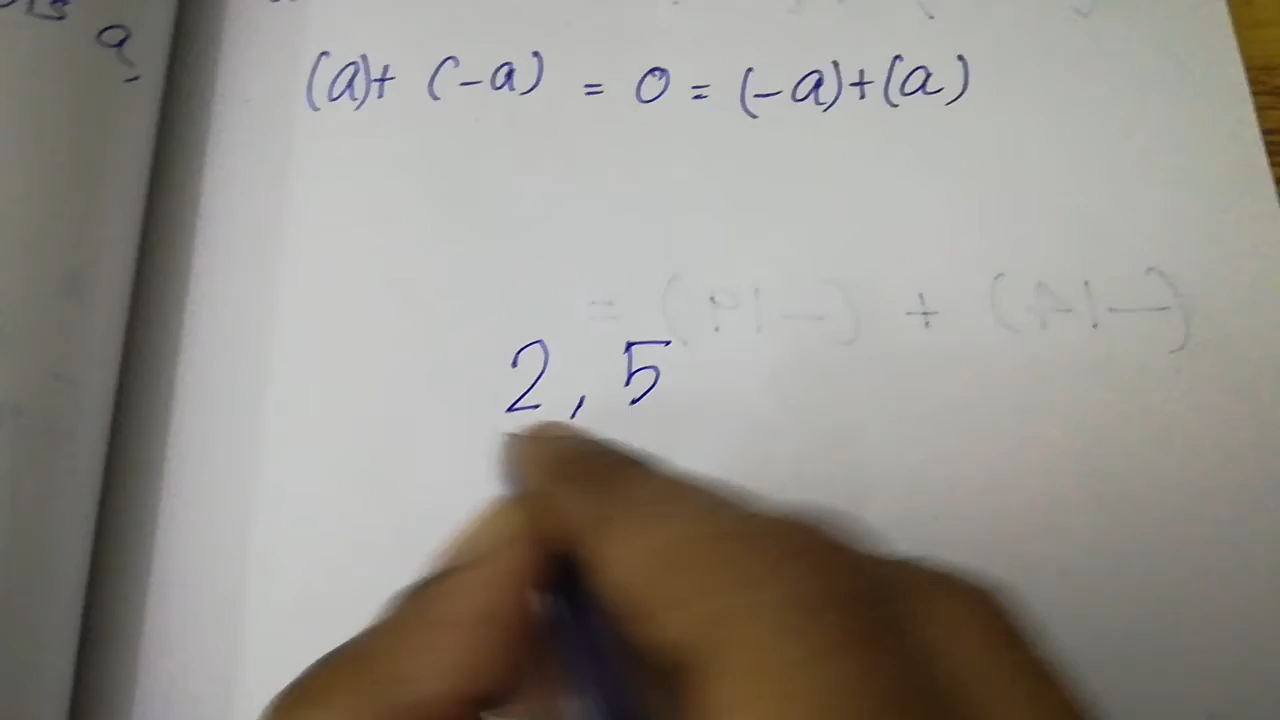 a,
(a)+ (-a) = 0 = (-a)+(a)
2, 5